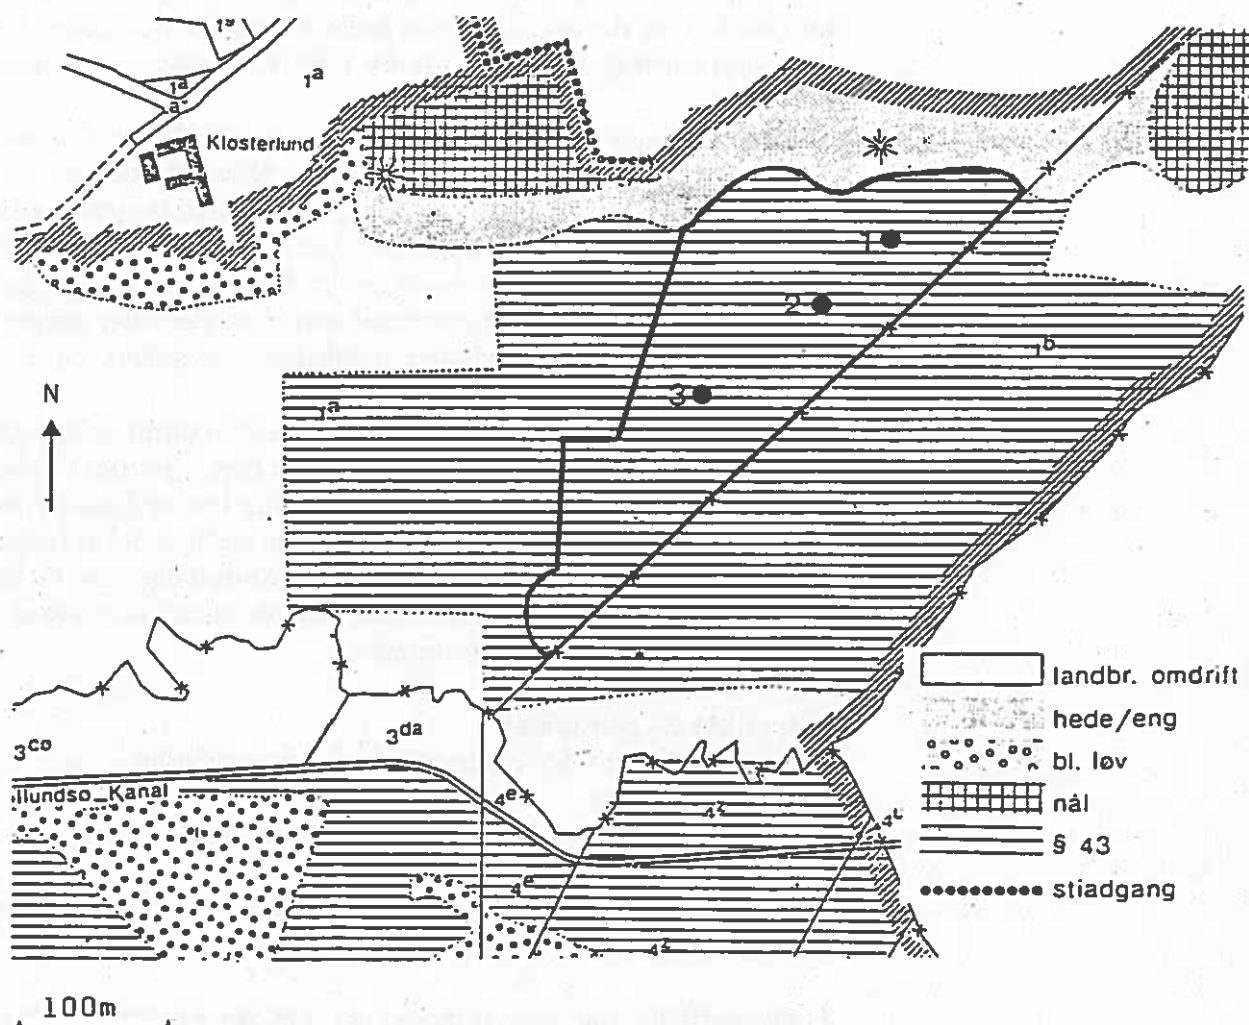 1a
1a
1a
a
Klosterlund
1
2
1b
3
N
1a
landbr. omdrift
hede/eng
3co
3da
bl. løv
llundsø Kanal
4e
nål
4z
§ 43
4e
stiadgang
4z
100m